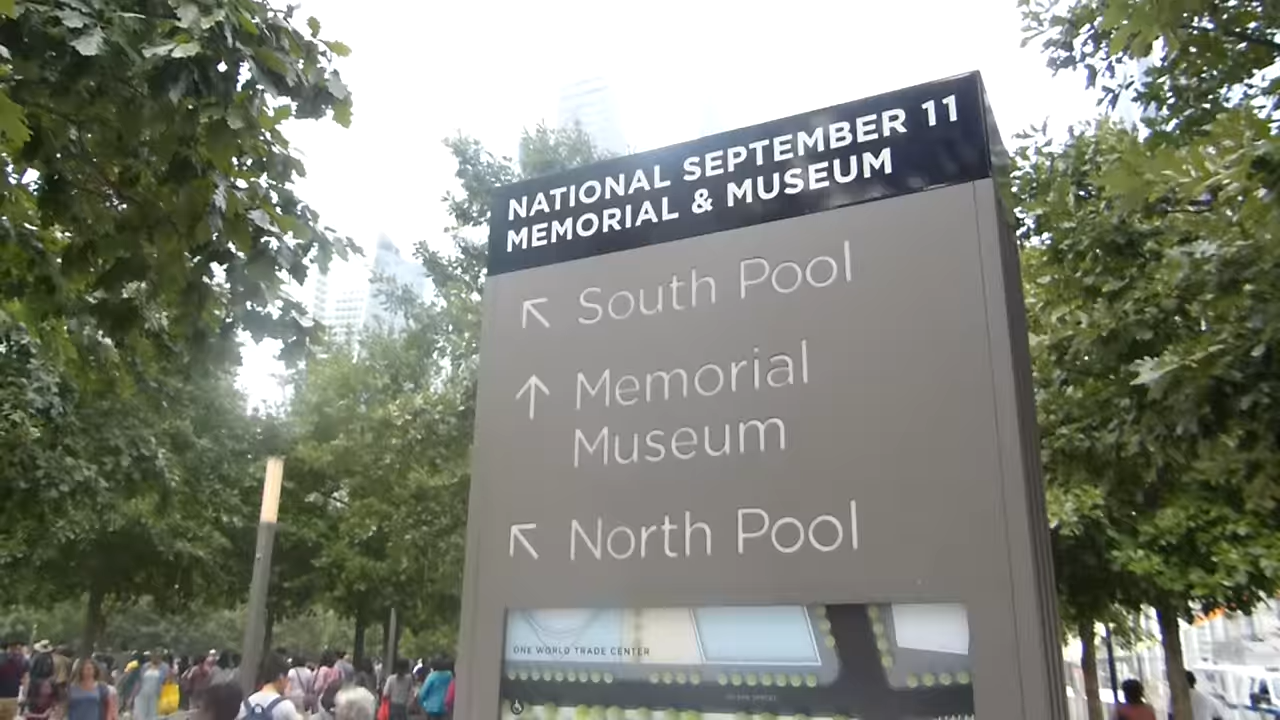 NATIONAL SEPTEMBER 11
MEMORIAL & MUSEUM
South Pool
Memorial
Museum
North Pool
ONE WORLD TRADE CENTER